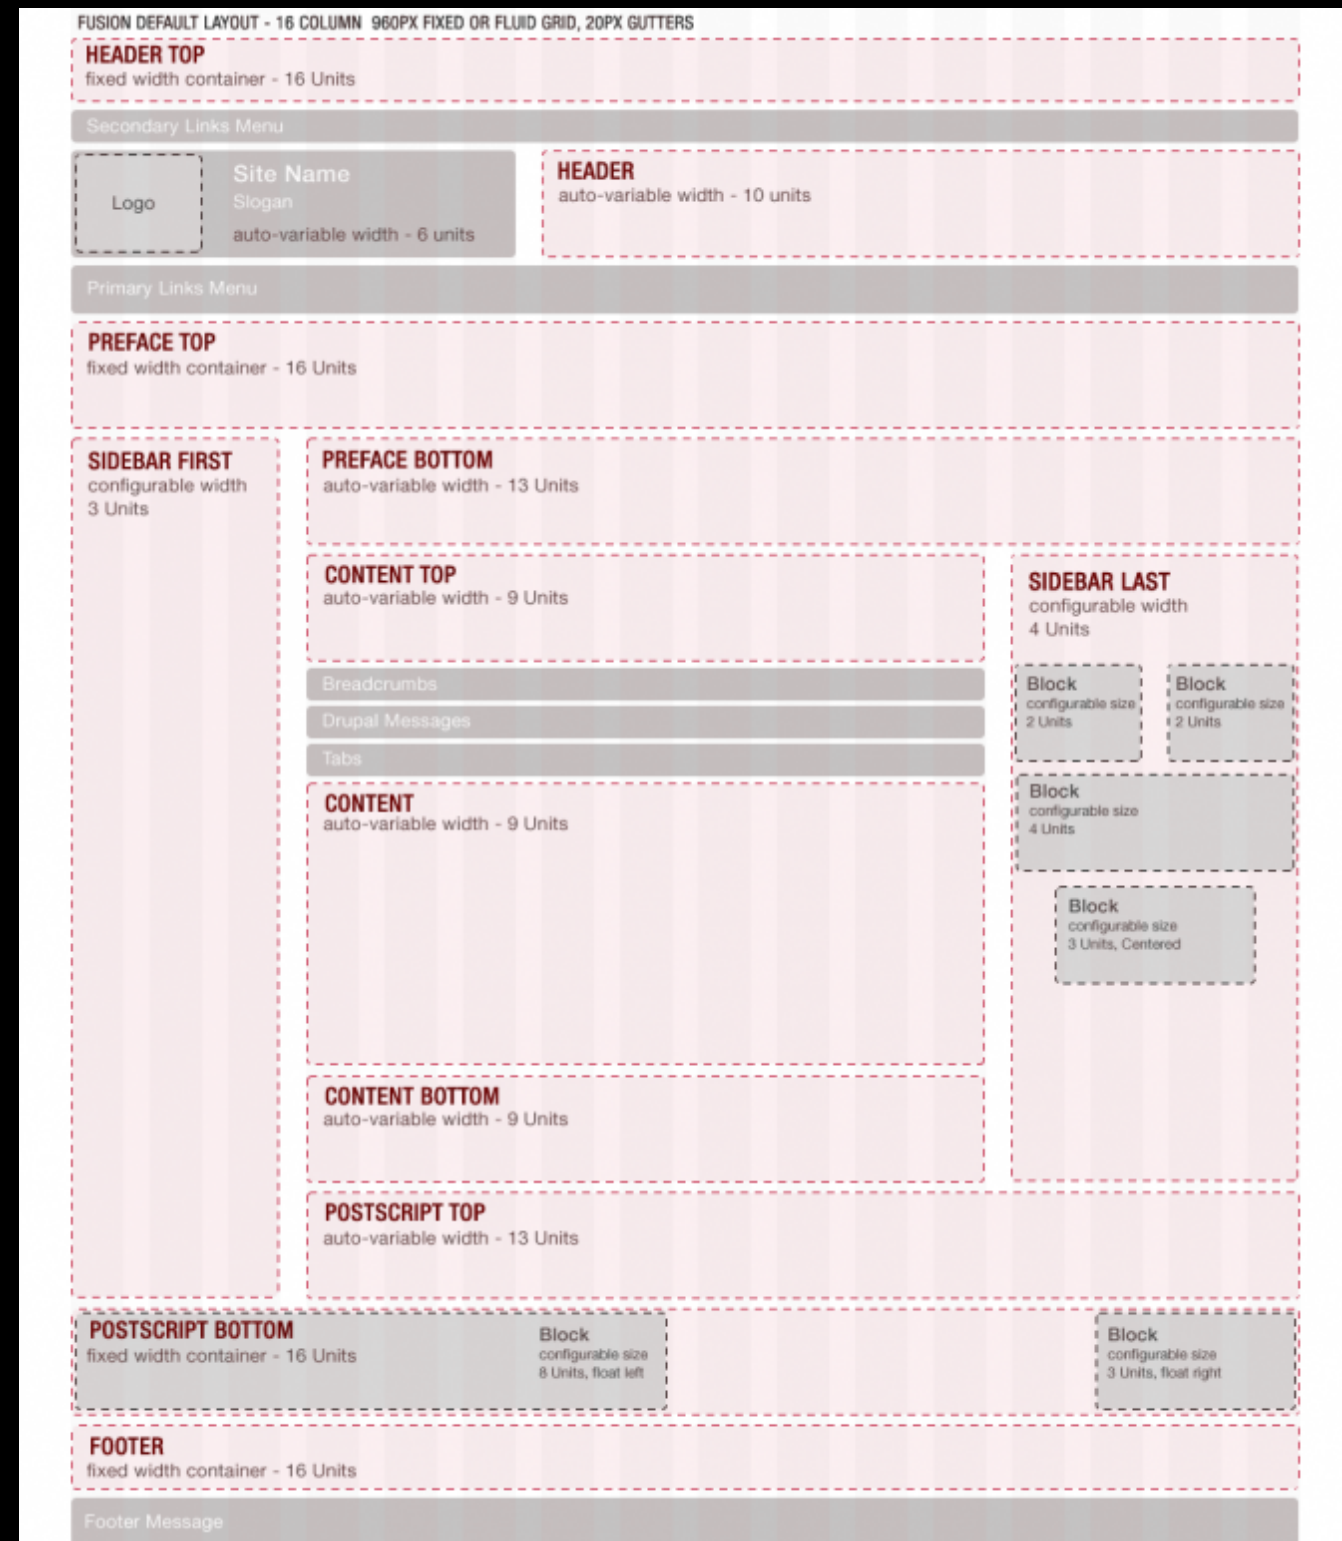 FUSION DEFAULT LAYOUT - 16 COLUMN 960PX FIXED OR FLUID GRID, 20PX GUTTERS
HEADER TOP
fixed width container - 16 Units
Secondary Links Menu
Logo
Site Name
Slogan
auto-variable width - 6 units
HEADER
auto-variable width - 10 units
Primary Links Menu
PREFACE TOP
fixed width container - 16 Units
SIDEBAR FIRST
configurable width
3 Units
PREFACE BOTTOM
auto-variable width - 13 Units
CONTENT TOP
auto-variable width - 9 Units
Breadcrumbs
Drupal Messages
Tabs
CONTENT
auto-variable width - 9 Units
CONTENT BOTTOM
auto-variable width - 9 Units
SIDEBAR LAST
configurable width
4 Units
Block
configurable size
2 Units
Block
configurable size
2 Units
Block
configurable size
4 Units
Block
configurable size
3 Units, Centered
POSTSCRIPT TOP
auto-variable width - 13 Units
POSTSCRIPT BOTTOM
fixed width container - 16 Units
Block
configurable size
8 Units, float left
Block
configurable size
3 Units, float right
FOOTER
fixed width container - 16 Units
Footer Message